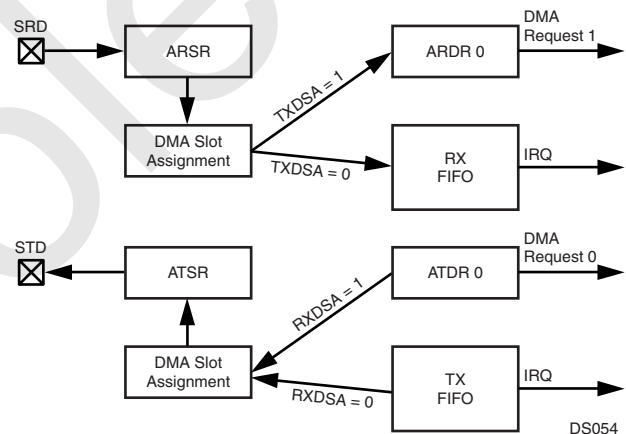 SRD
ARSR
DMA Slot
Assignment
TXDSA = 1
TXDSA = 0
ARDR 0
DMA
Request 1
RX
FIFO
IRQ
STD
ATSR
DMA Slot
Assignment
RXDSA = 1
RXDSA = 0
ATDR 0
DMA
Request 0
TX
FIFO
IRQ
DS054